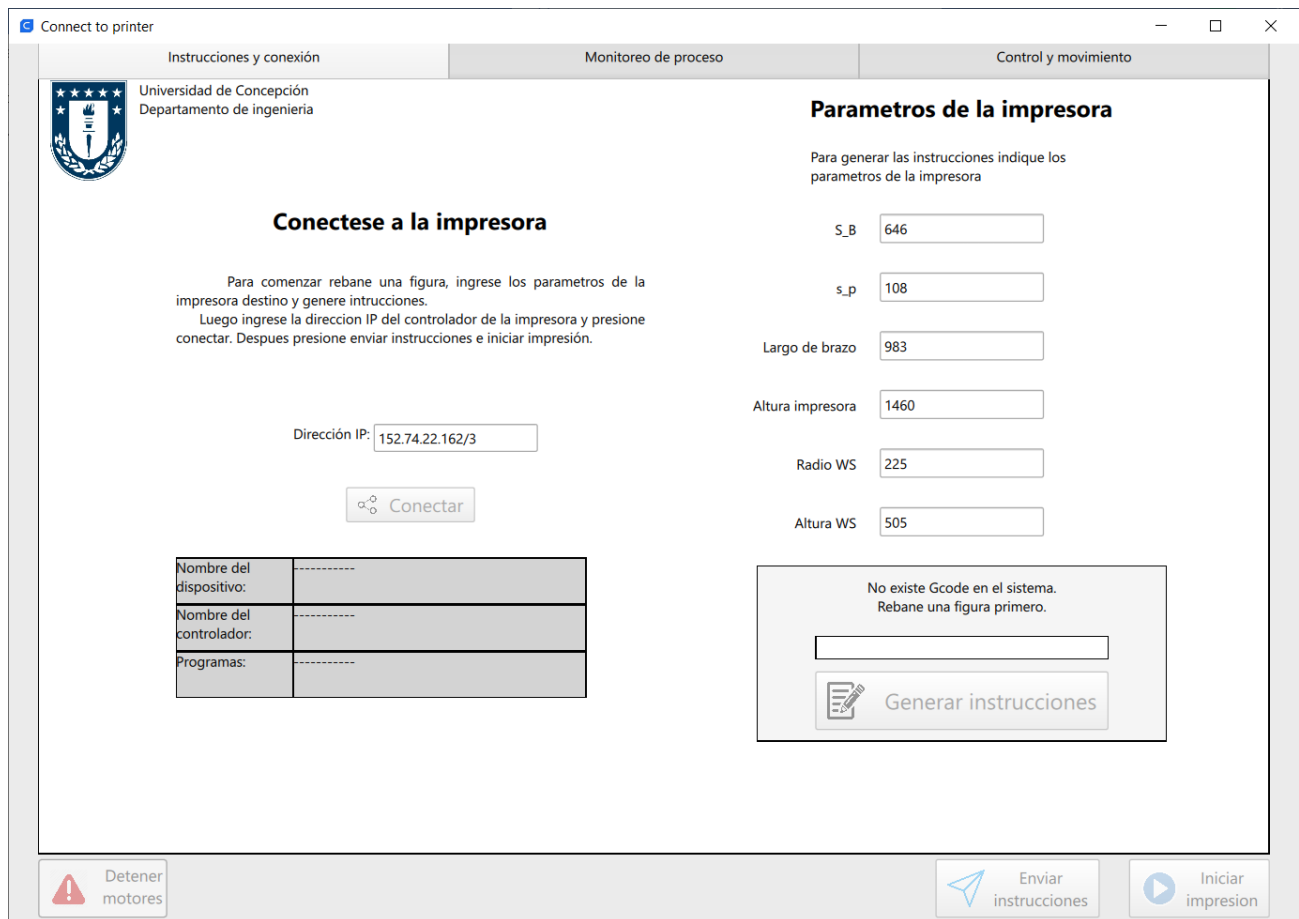 Connect to printer
Instrucciones y conexión
Monitoreo de proceso
Control y movimiento
Universidad de Concepción
Departamento de ingenieria
Conectese a la impresora
Para comenzar rebane una figura, ingrese los parametros de la
impresora destino y genere intrucciones.
Luego ingrese la direccion IP del controlador de la impresora y presione
conectar. Despues presione enviar instrucciones e iniciar impresión.
Dirección IP: 152.74.22.162/3
Conectar
Nombre del
dispositivo:
-----------
Nombre del
controlador:
-----------
Programas:
-----------
Parametros de la impresora
Para generar las instrucciones indique los
parametros de la impresora
S_B 646
s_p 108
Largo de brazo 983
Altura impresora 1460
Radio WS 225
Altura WS 505
No existe Gcode en el sistema.
Rebane una figura primero.
Generar instrucciones
Detener
motores
Enviar
instrucciones
Iniciar
impresion